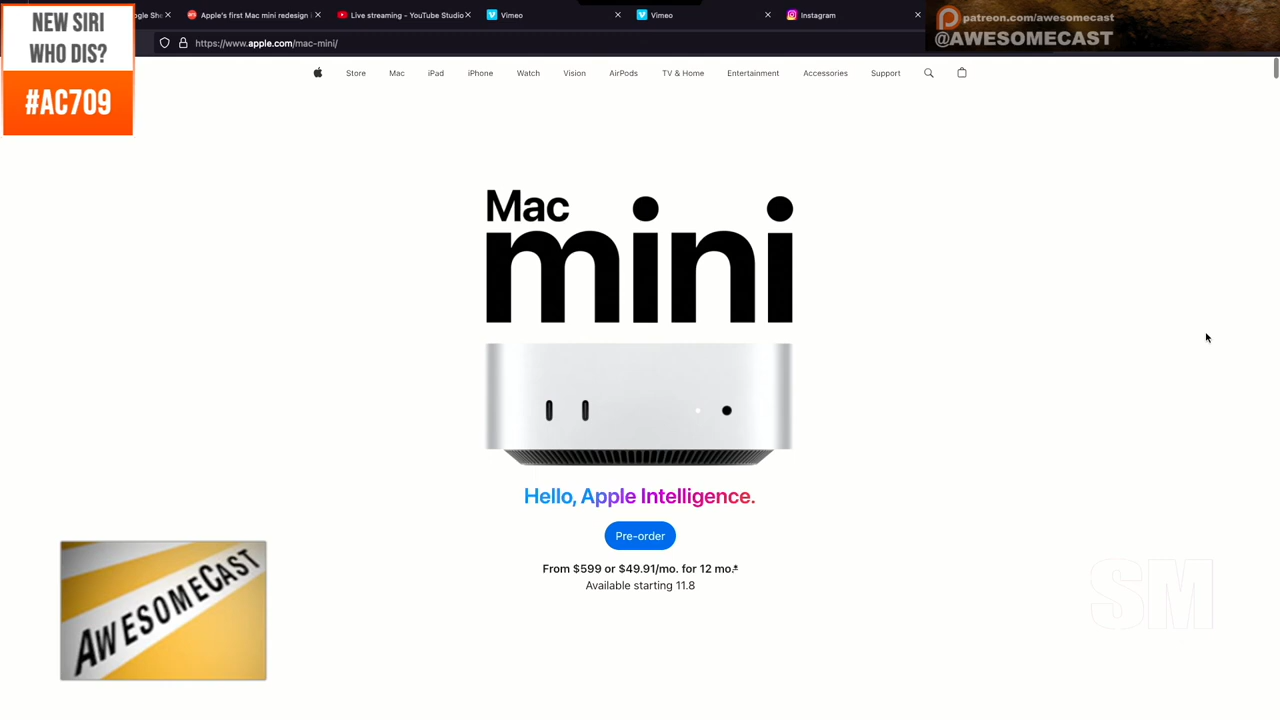 NEW SIRI
WHO DIS?
#AC709
gle She
Apple's first Mac mini redesign i
Live streaming - YouTube Studio
Vimeo
Vimeo
Instagram
patreon.com/awesomecast
@AWESOMECAST
https://www.apple.com/mac-mini/
Store
Mac
iPad
iPhone
Watch
Vision
AirPods
TV & Home
Entertainment
Accessories
Support
Mac
mini
Hello, Apple Intelligence.
Pre-order
From $599 or $49.91/mo. for 12 mo.±
Available starting 11.8
AWESOMECAST
SM